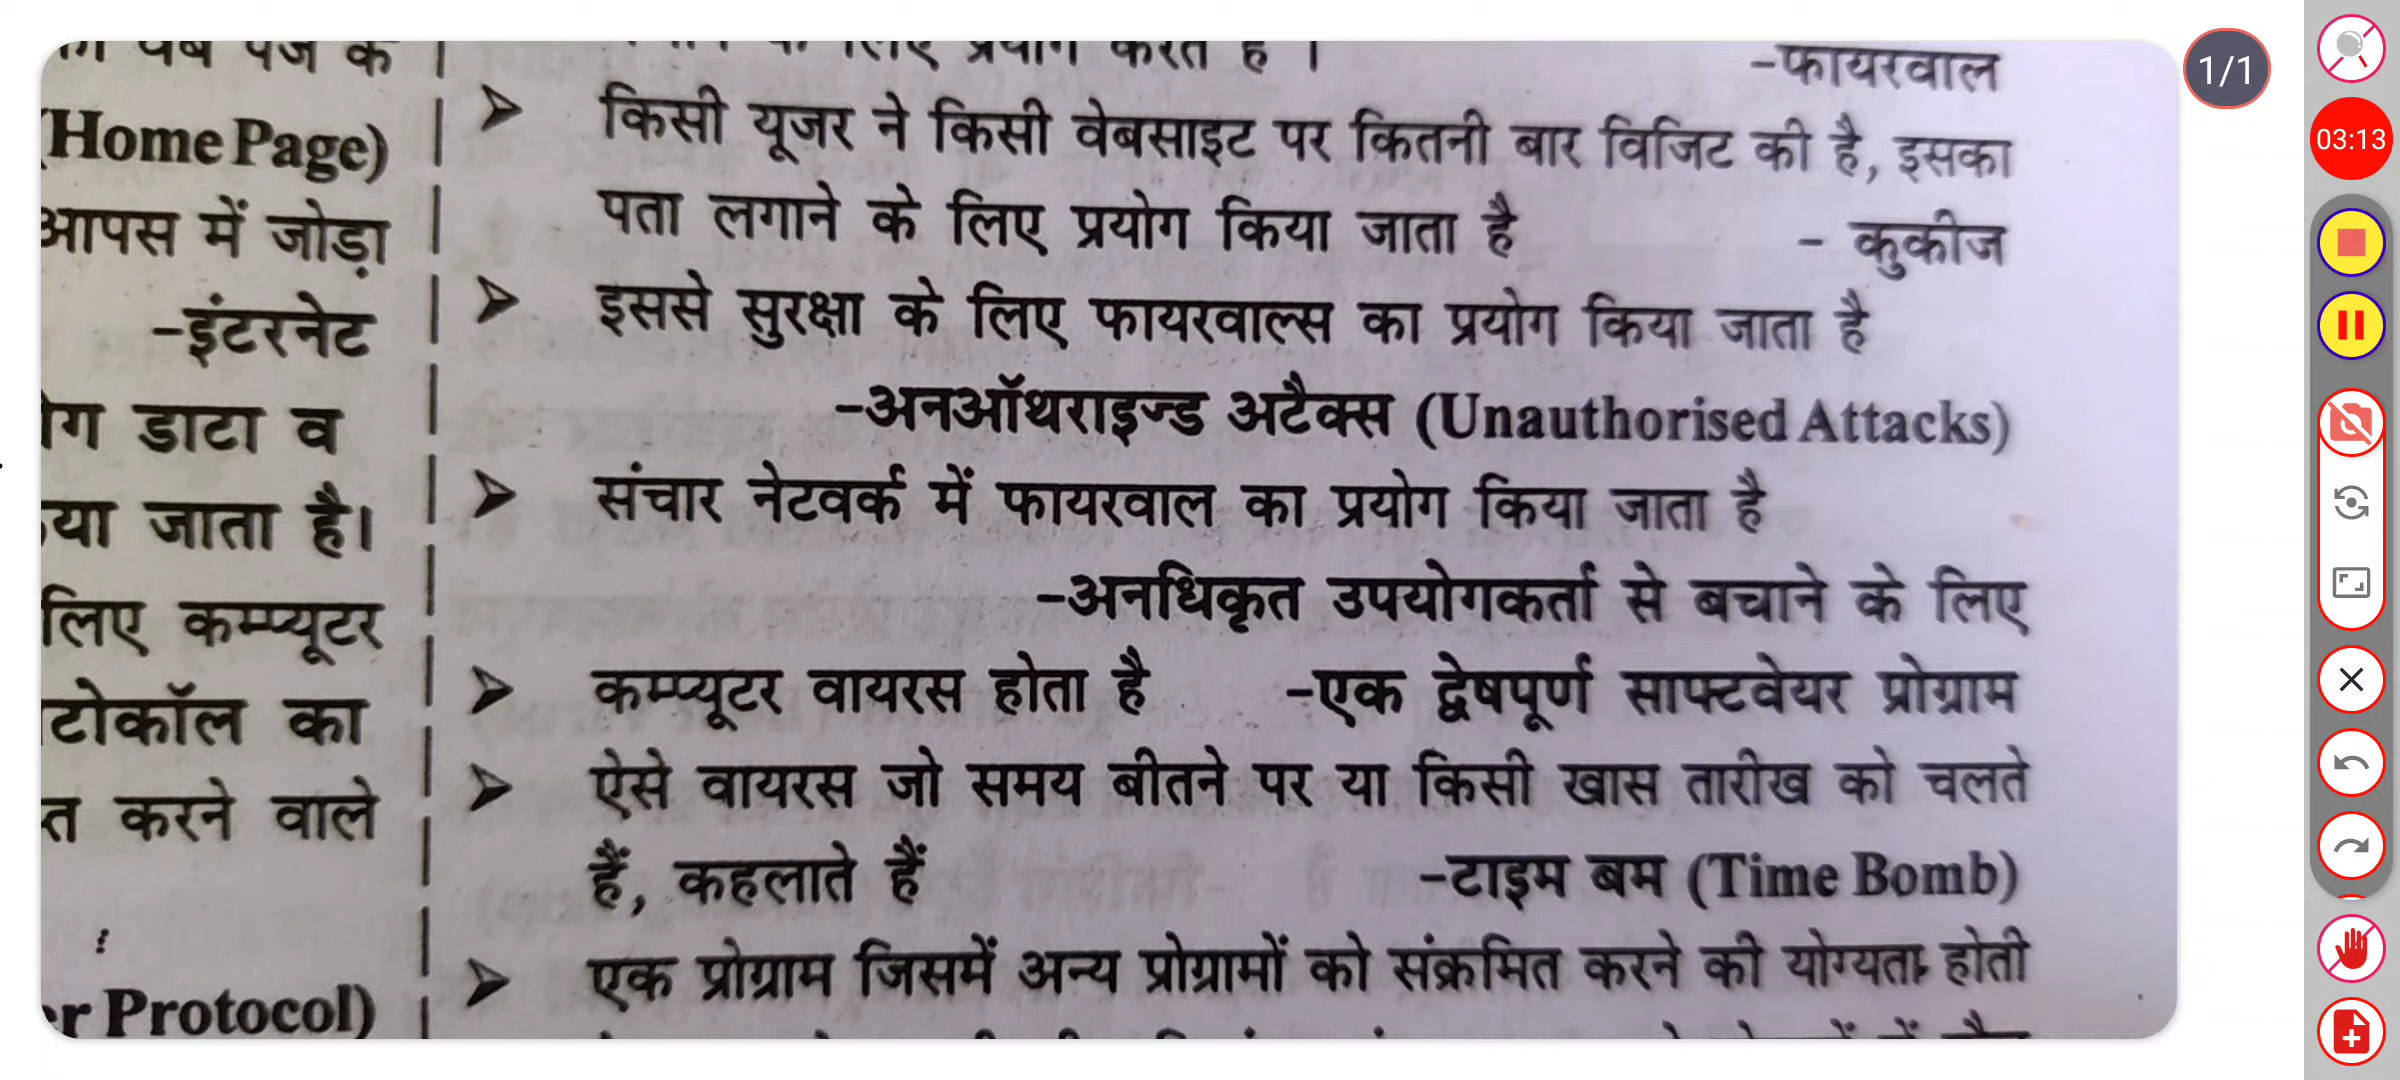 वेब पेज के
(Home Page)
आपस में जोड़ा
-इंटरनेट
डाटा व
जाता है।
लिए कम्प्यूटर
का
करने वाले
Protocol)
के लिए प्रयोग करते हैं ।
-फायरवाल
➤ किसी यूजर ने किसी वेबसाइट पर कितनी बार विजिट की है, इसका
पता लगाने के लिए प्रयोग किया जाता है - कुकीज
➤ इससे सुरक्षा के लिए फायरवाल्स का प्रयोग किया जाता है
-अनऑथराइज्ड अटैक्स (Unauthorised Attacks)
➤ संचार नेटवर्क में फायरवाल का प्रयोग किया जाता है
-अनधिकृत उपयोगकर्ता से बचाने के लिए
➤ कम्प्यूटर वायरस होता है -एक द्वेषपूर्ण साफ्टवेयर प्रोग्राम
➤ ऐसे वायरस जो समय बीतने पर या किसी खास तारीख को चलते
हैं, कहलाते हैं -टाइम बम (Time Bomb)
➤ एक प्रोग्राम जिसमें अन्य प्रोग्रामों को संक्रमित करने की योग्यता होती
1/1
03:13